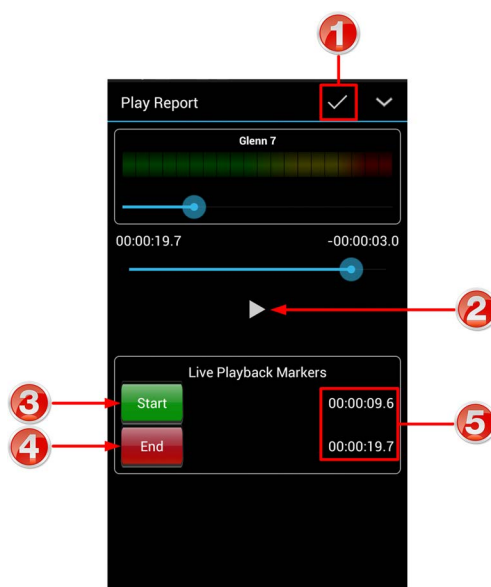 1
Play Report
Glenn 7
00:00:19.7 -00:00:03.0
2
Live Playback Markers
3 Start 00:00:09.6 5
4 End 00:00:19.7